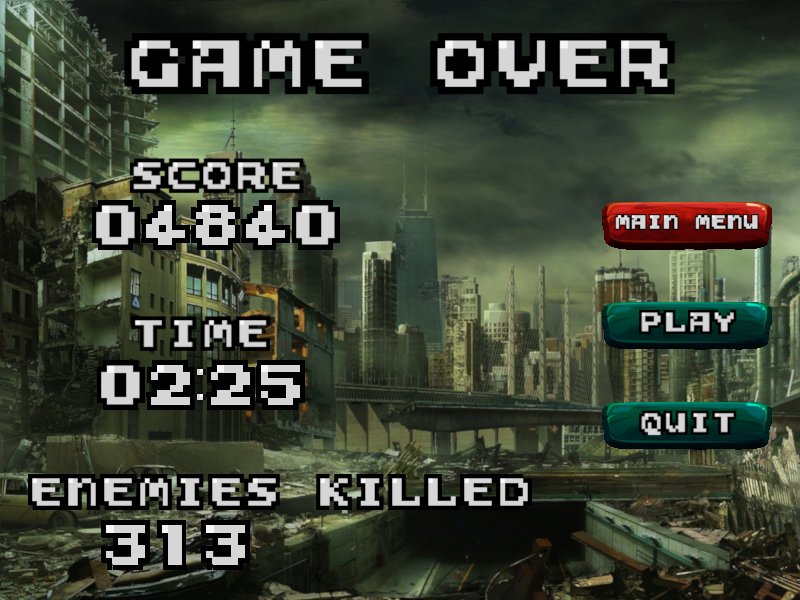 GAME OVER
SCORE
04840
MAIN MENU
PLAY
TIME
02:25
QUIT
ENEMIES KILLED
313